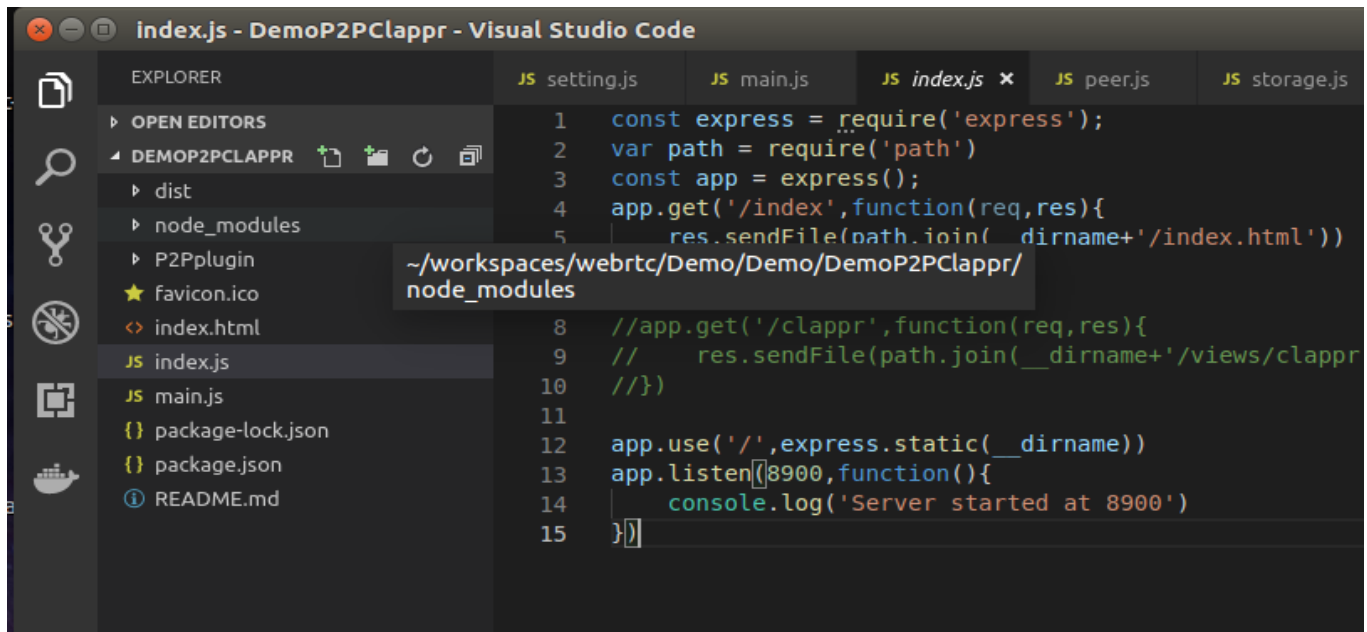 index.js - DemoP2PClappr - Visual Studio Code
EXPLORER
OPEN EDITORS
DEMOP2PCLAPPR
dist
node_modules
P2Pplugin
favicon.ico
index.html
JS index.js
JS main.js
{} package-lock.json
{} package.json
README.md
JS setting.js JS main.js JS index.js × JS peer.js JS storage.js
1 const express = require('express');
2 var path = require('path')
3 const app = express();
4 app.get('/index',function(req,res){
5 res.sendFile(path.join(__dirname+'/index.html'))
~/workspaces/webrtc/Demo/Demo/DemoP2PClappr/
node_modules
8 //app.get('/clappr',function(req,res){
9 // res.sendFile(path.join(__dirname+'/views/clappr
10 //})
11
12 app.use('/',express.static(__dirname))
13 app.listen(8900,function(){
14 console.log('Server started at 8900')
15 })